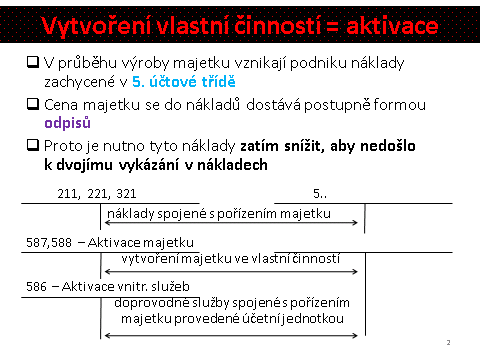 Vytvoření vlastní činností = aktivace
V průběhu výroby majetku vznikají podniku náklady
zachycené v 5. účtové třídě
Cena majetku se do nákladů dostává postupně formou
odpisů
Proto je nutno tyto náklady zatím snížit, aby nedošlo
k dvojímu vykázání v nákladech
211, 221, 321 5..
náklady spojené s pořízením majetku
587,588 – Aktivace majetku
vytvoření majetku ve vlastní činností
586 – Aktivace vnitr. služeb
doprovodné služby spojené s pořízením
majetku provedené účetní jednotkou
2